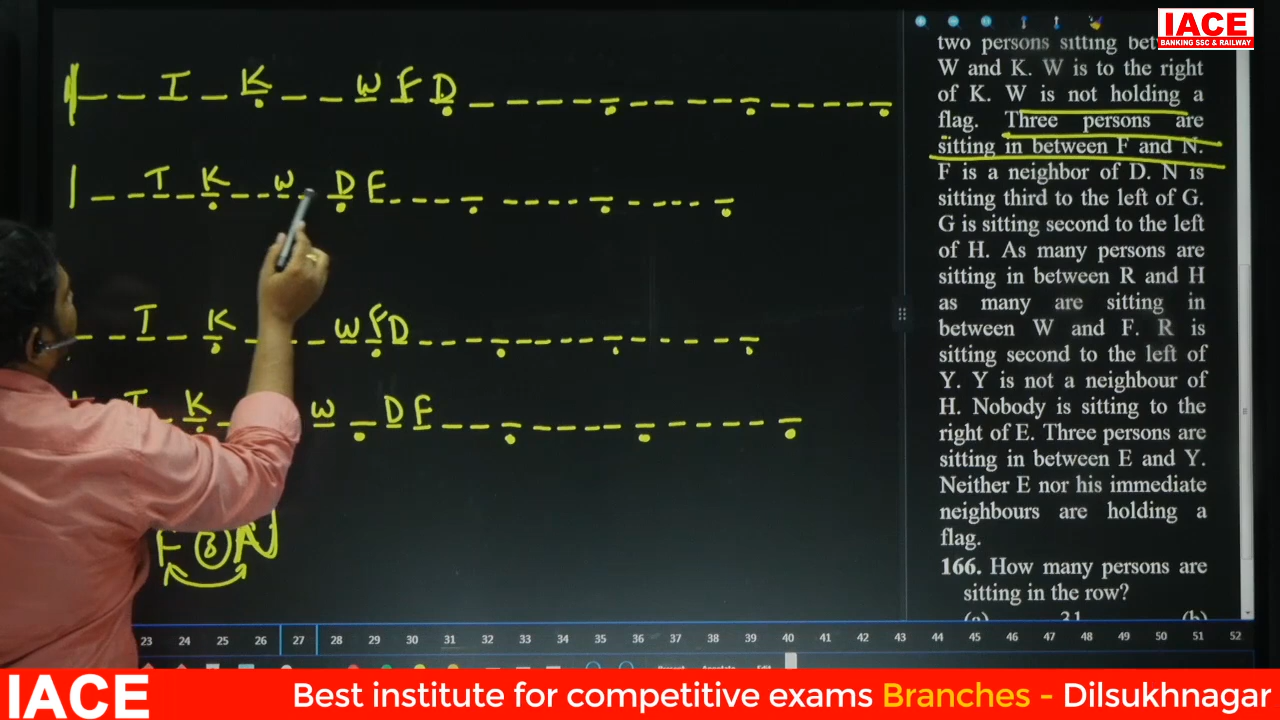 IACE
BANKING SSC & RAILWAY
T K W F D
T K W D F
T K W F D
T K W D F
F 3 N
two persons sitting bet
W and K. W is to the right
of K. W is not holding a
flag. Three persons are
sitting in between F and N.
F is a neighbor of D. N is
sitting third to the left of G.
G is sitting second to the left
of H. As many persons are
sitting in between R and H
as many are sitting in
between W and F. R is
sitting second to the left of
Y. Y is not a neighbour of
H. Nobody is sitting to the
right of E. Three persons are
sitting in between E and Y.
Neither E nor his immediate
neighbours are holding a
flag.
166. How many persons are
sitting in the row?
(a) 31 (b)
23 24 25 26 27 28 29 30 31 32 33 34 35 36 37 38 39 40 41 42 43 44 45 46 47 48 49 50 51 52
IACE Best institute for competitive exams Branches - Dilsukhnagar